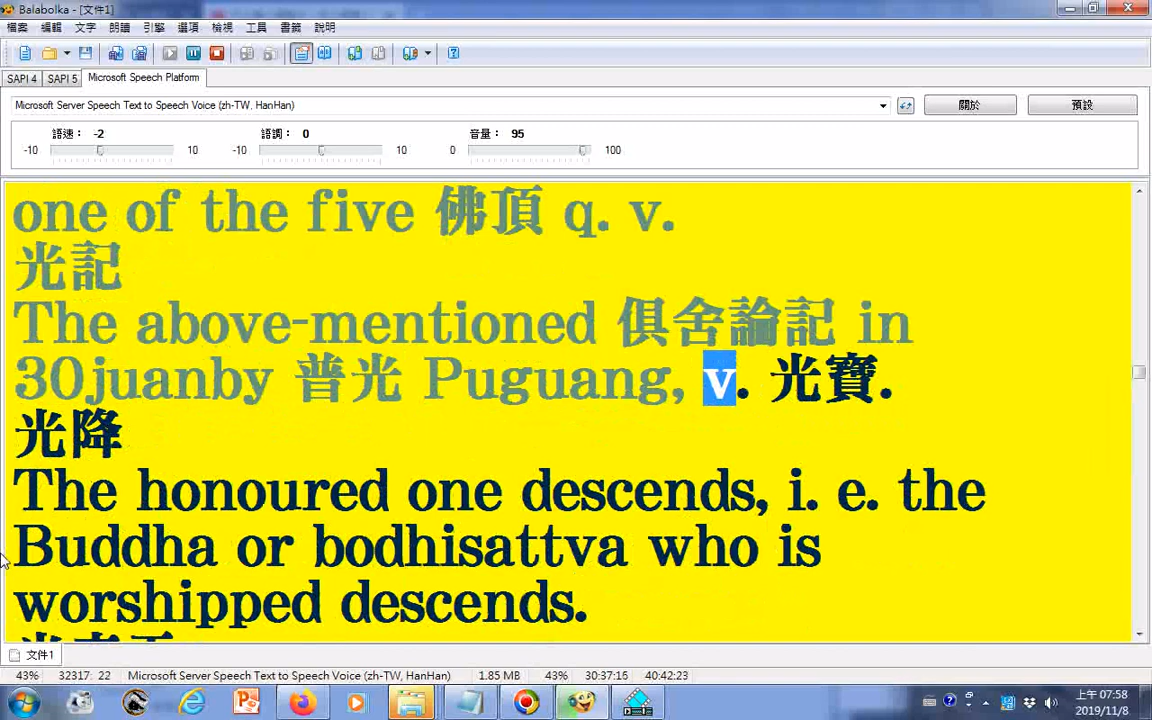 Balabolka - [文件1]
檔案 編輯 文字 朗讀 引擎 選項 檢視 工具 書籤 說明
SAPI 4 SAPI 5 Microsoft Speech Platform
Microsoft Server Speech Text to Speech Voice (zh-TW, HanHan) 關於 預設
語速： -2 語調： 0 音量： 95
-10 10 -10 10 0 100
one of the five 佛頂 q. v.
光記
The above-mentioned 俱舍論記 in
30juanby 普光 Puguang, v. 光寶.
光降
The honoured one descends, i. e. the
Buddha or bodhisattva who is
worshipped descends.
文件1
43% 32317: 22 Microsoft Server Speech Text to Speech Voice (zh-TW, HanHan) 1.85 MB 43% 30:37:16 40:42:23
上午 07:58
2019/11/8